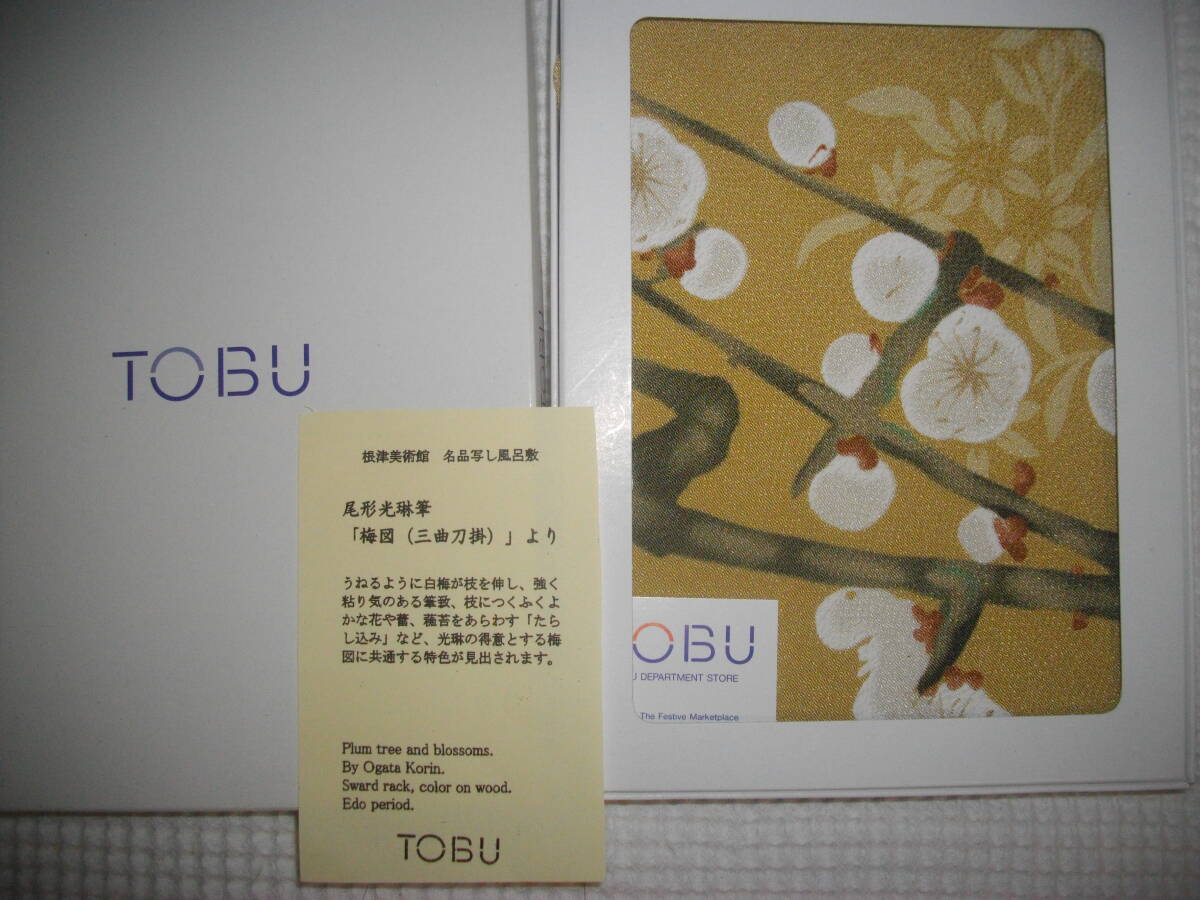 TOBU
根津美術館 名品写し風呂敷
尾形光琳筆
「梅図(三曲刀掛)」より
うねるように白梅が枝を伸し、強く
粘り気のある筆致、枝につくふくよ
かな花や蕾、蘚苔をあらわす「たら
し込み」など、光琳の得意とする梅
図に共通する特色が見出されます。
Plum tree and blossoms.
By Ogata Korin.
Sward rack, color on wood.
Edo period.
TOBU
OBU
U DEPARTMENT STORE
The Festive Marketplace